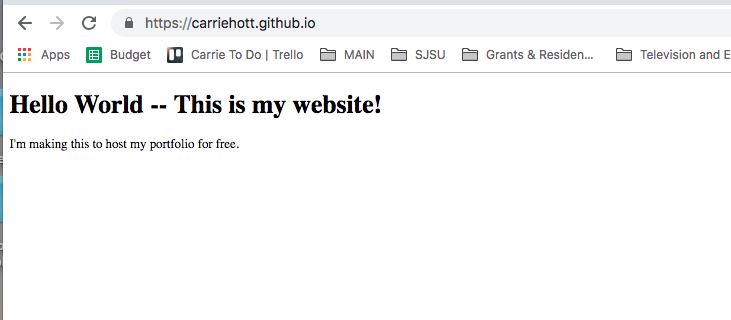 https://carriehott.github.io
Apps Budget Carrie To Do | Trello MAIN SJSU Grants & Residen... Television and E
Hello World -- This is my website!
I'm making this to host my portfolio for free.